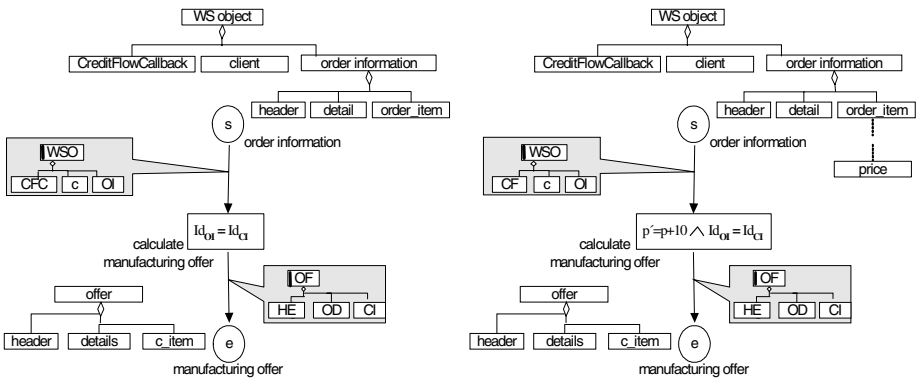 WS object
CreditFlowCallback
client
order information
header
detail
order_item
s
order information
WSO
CFC
c
OI
Id_OI = Id_CI
calculate
manufacturing offer
OF
HE
OD
CI
offer
header
details
c_item
e
manufacturing offer
WS object
CreditFlowCallback
client
order information
header
detail
order_item
s
order information
price
WSO
CF
c
OI
p´=p+10 ∧ Id_OI = Id_CI
calculate
manufacturing offer
OF
HE
OD
CI
offer
header
details
c_item
e
manufacturing offer